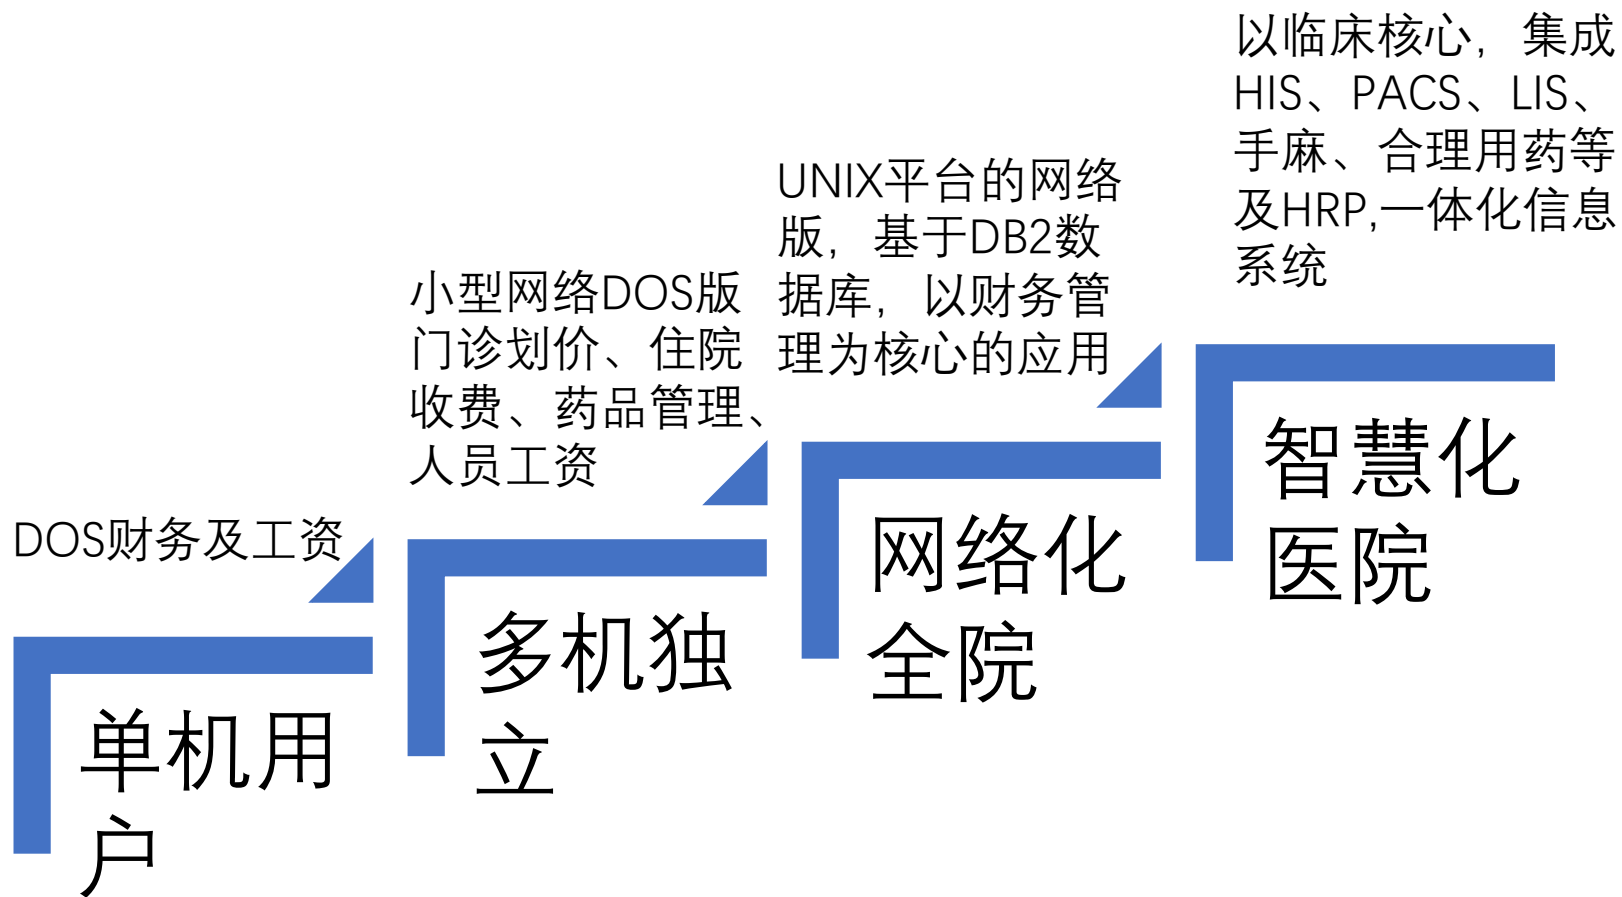 DOS财务及工资
单机用
户
小型网络DOS版
门诊划价、住院
收费、药品管理、
人员工资
多机独
立
UNIX平台的网络
版，基于DB2数
据库，以财务管
理为核心的应用
网络化
全院
以临床核心，集成
HIS、PACS、LIS、
手麻、合理用药等
及HRP,一体化信息
系统
智慧化
医院